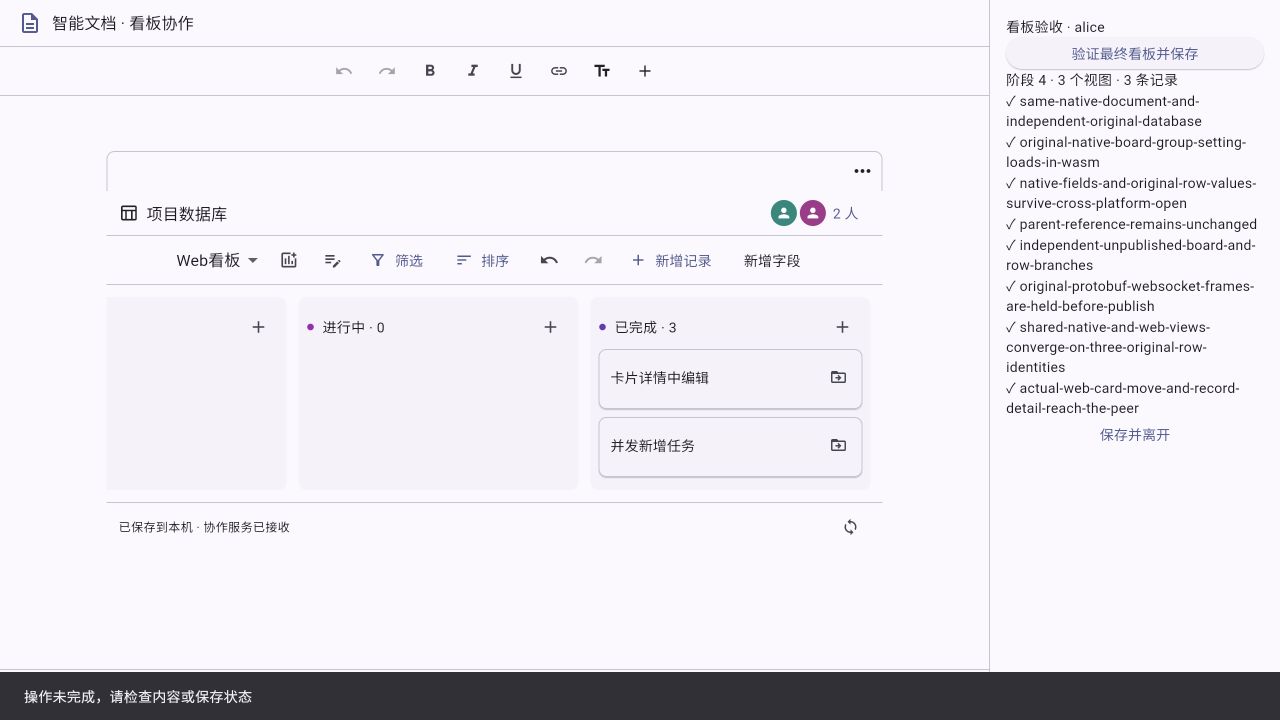 智能文档 · 看板协作
项目数据库
2 人
Web看板
筛选
排序
新增记录
新增字段
进行中 · 0
已完成 · 3
卡片详情中编辑
并发新增任务
已保存到本机 · 协作服务已接收
看板验收 · alice
验证最终看板并保存
阶段 4 · 3 个视图 · 3 条记录
✓ same-native-document-and-
independent-original-database
✓ original-native-board-group-setting-
loads-in-wasm
✓ native-fields-and-original-row-values-
survive-cross-platform-open
✓ parent-reference-remains-unchanged
✓ independent-unpublished-board-and-
row-branches
✓ original-protobuf-websocket-frames-
are-held-before-publish
✓ shared-native-and-web-views-
converge-on-three-original-row-
identities
✓ actual-web-card-move-and-record-
detail-reach-the-peer
保存并离开
操作未完成，请检查内容或保存状态